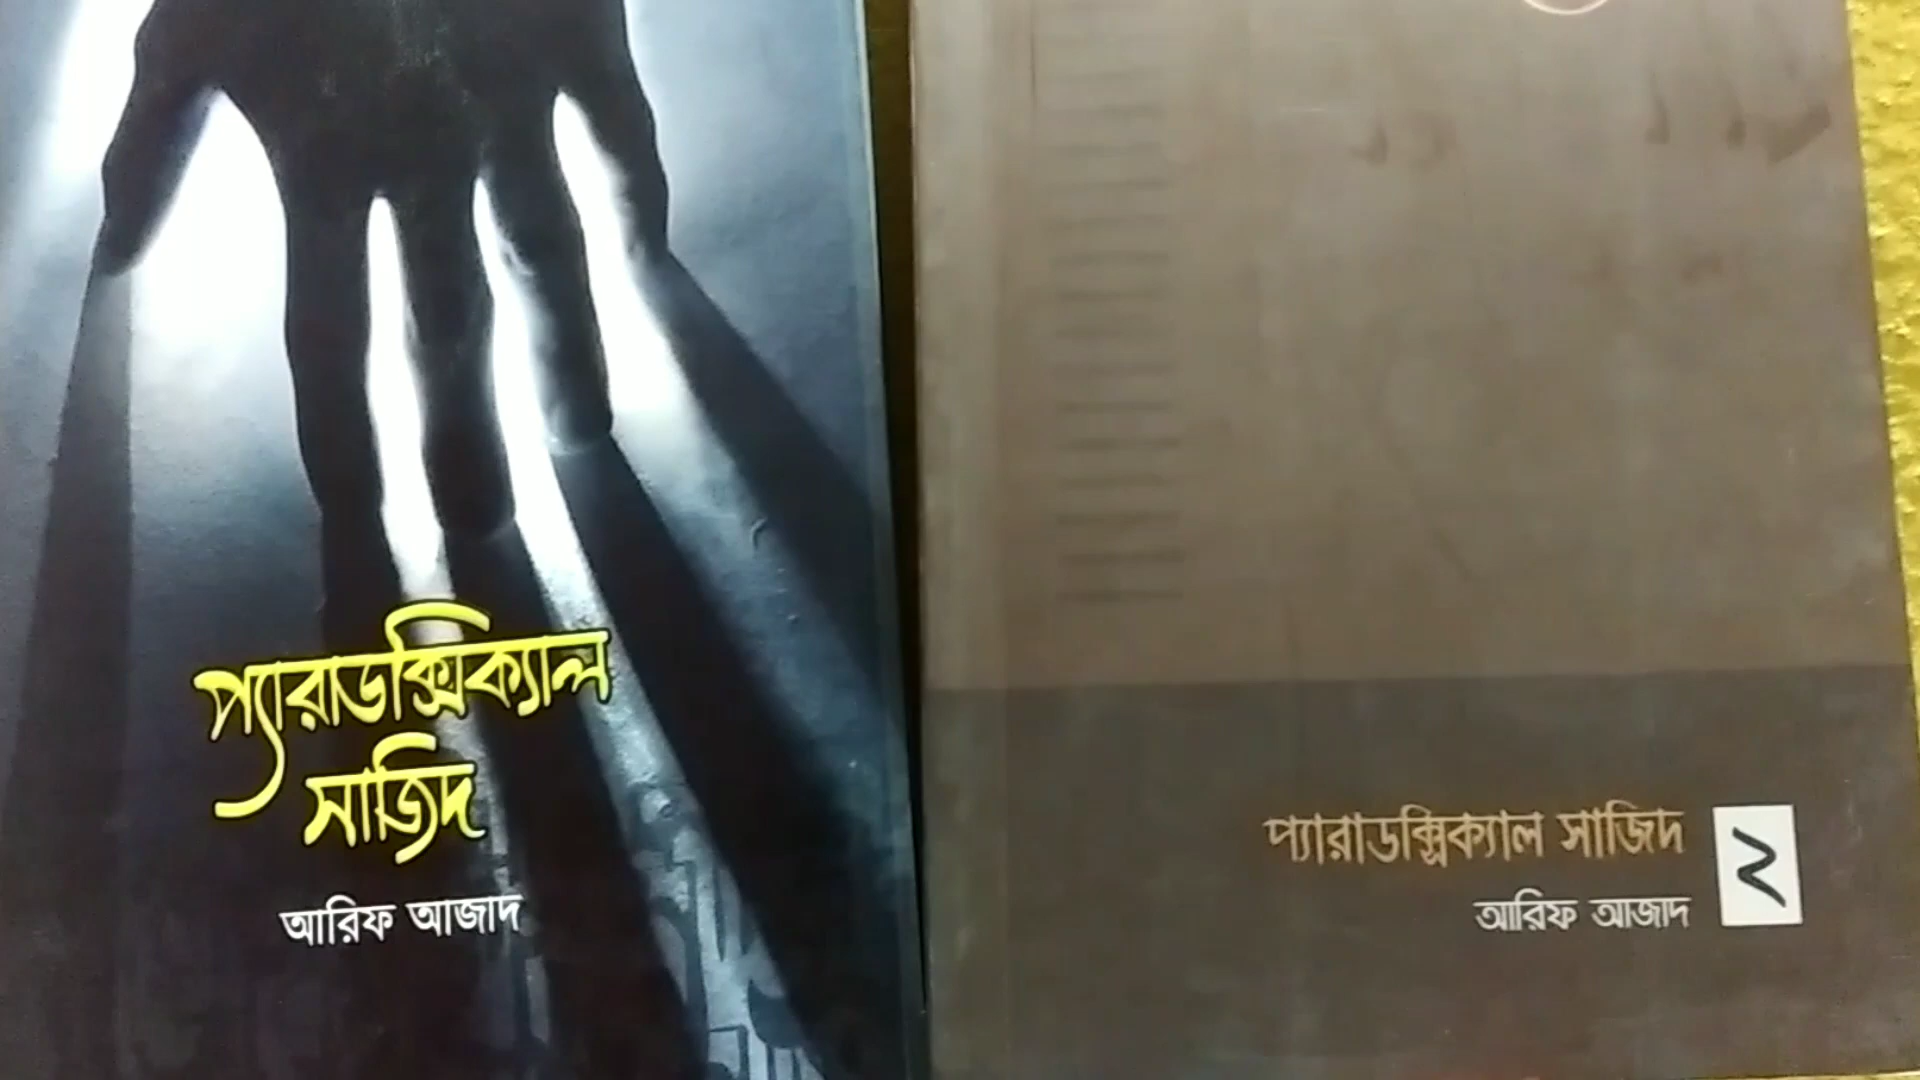 প্যারাডক্সিক্যাল
সাজিদ
আরিফ আজাদ
প্যারাডক্সিক্যাল সাজিদ ২
আরিফ আজাদ